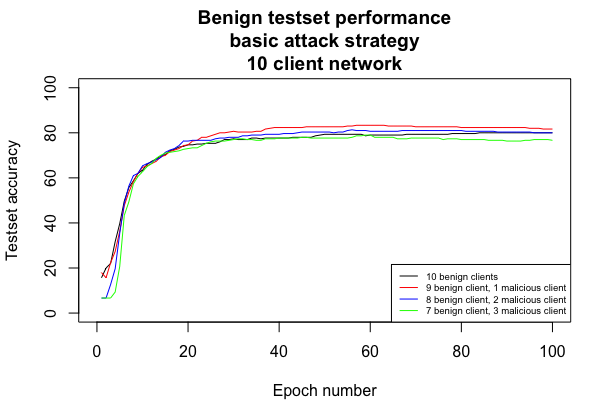 Benign testset performance
basic attack strategy
10 client network
Testset accuracy
100
80
60
40
20
0
10 benign clients
9 benign client, 1 malicious client
8 benign client, 2 malicious client
7 benign client, 3 malicious client
0 20 40 60 80 100
Epoch number